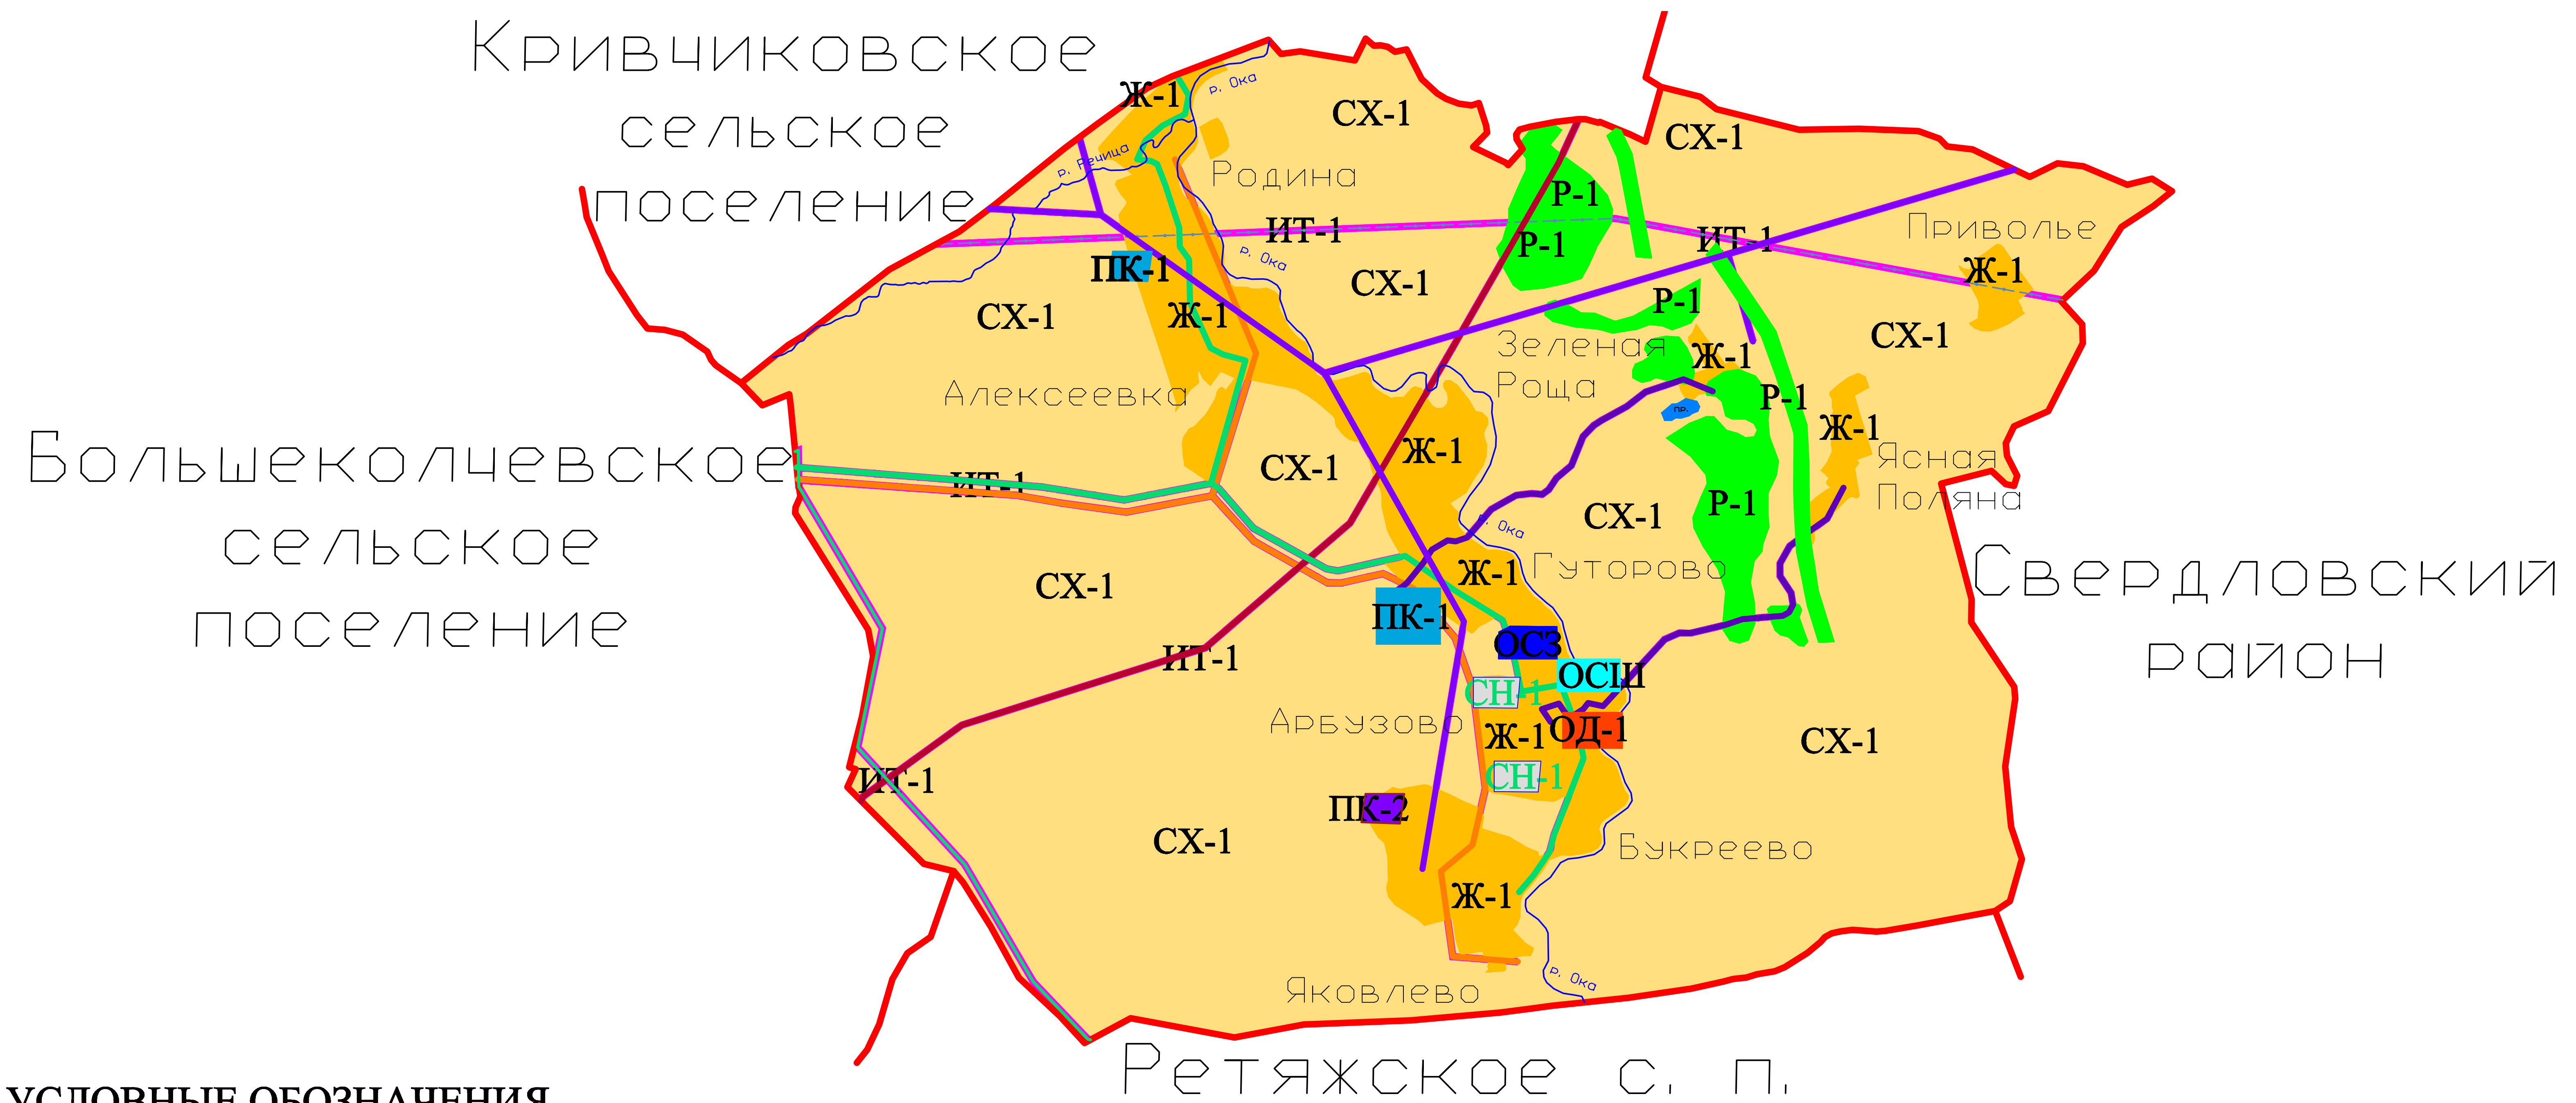 Кривчиковское
сельское
поселение
Ж-1
р. Ока
СХ-1
СХ-1
р. Речица
Родина
Р-1
ИТ-1
Р-1
ИТ-1
Приволье
р. Ока
ПК-1
Ж-1
СХ-1
СХ-1
Ж-1
Р-1
СХ-1
Зеленая
Роща
Ж-1
Алексеевка
Р-1
пр.
Ж-1
Большеколчевское
сельское
поселение
Ж-1
СХ-1
Ясная
Поляна
ИТ-1
Р-1
СХ-1
р. Ока
Гуторово
Ж-1
СХ-1
Свердловский
район
ПК-1
ОСЗ
ИТ-1
ОСШ
СН-1
Арбузово
Ж-1
ОД-1
СХ-1
ИТ-1
СН-1
ПК-2
СХ-1
Букреево
Ж-1
р. Ока
Яковлево
Ретяжское с. п.
УСЛОВНЫЕ ОБОЗНАЧЕНИЯ